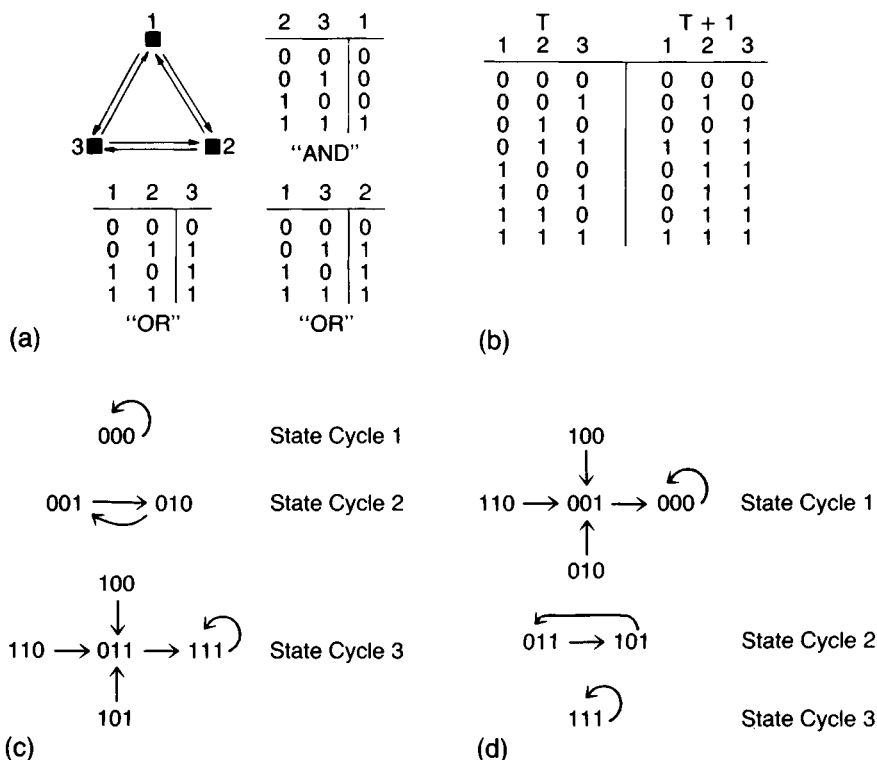 1
3
2
2 3 1
0 0 0
0 1 0
1 0 0
1 1 1
"AND"
1 2 3
0 0 0
0 1 1
1 0 1
1 1 1
"OR"
1 3 2
0 0 0
0 1 1
1 0 1
1 1 1
"OR"
(a)
T T + 1
1 2 3 1 2 3
0 0 0 0 0 0
0 0 1 0 1 0
0 1 0 0 0 1
0 1 1 1 1 1
1 0 0 0 1 1
1 0 1 0 1 1
1 1 0 0 1 1
1 1 1 1 1 1
(b)
000 State Cycle 1
001 010 State Cycle 2
100
110 011 111 State Cycle 3
101
(c)
100
110 001 000 State Cycle 1
010
011 101 State Cycle 2
111 State Cycle 3
(d)